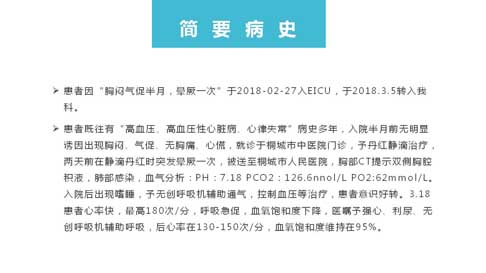 简要病史
➢ 患者因“胸闷气促半月，晕厥一次”于2018-02-27入EICU，于2018.3.5转入我
科。
➢ 患者既往有“高血压、高血压性心脏病、心律失常”病史多年，入院半月前无明显
诱因出现胸闷、气促、无胸痛、心慌，就诊于桐城市中医院门诊，予丹红静滴治疗，
两天前在静滴丹红时突发晕厥一次，被送至桐城市人民医院，胸部CT提示双侧胸腔
积液，肺部感染，血气分析：PH：7.18 PCO2：126.6nnol/L PO2:62mmol/L。
入院后出现嗜睡，予无创呼吸机辅助通气，控制血压等治疗，患者意识好转。3.18
患者心率快，最高180次/分，呼吸急促，血氧饱和度下降，医嘱予强心、利尿、无
创呼吸机辅助呼吸，后心率在130-150次/分，血氧饱和度维持在95%。